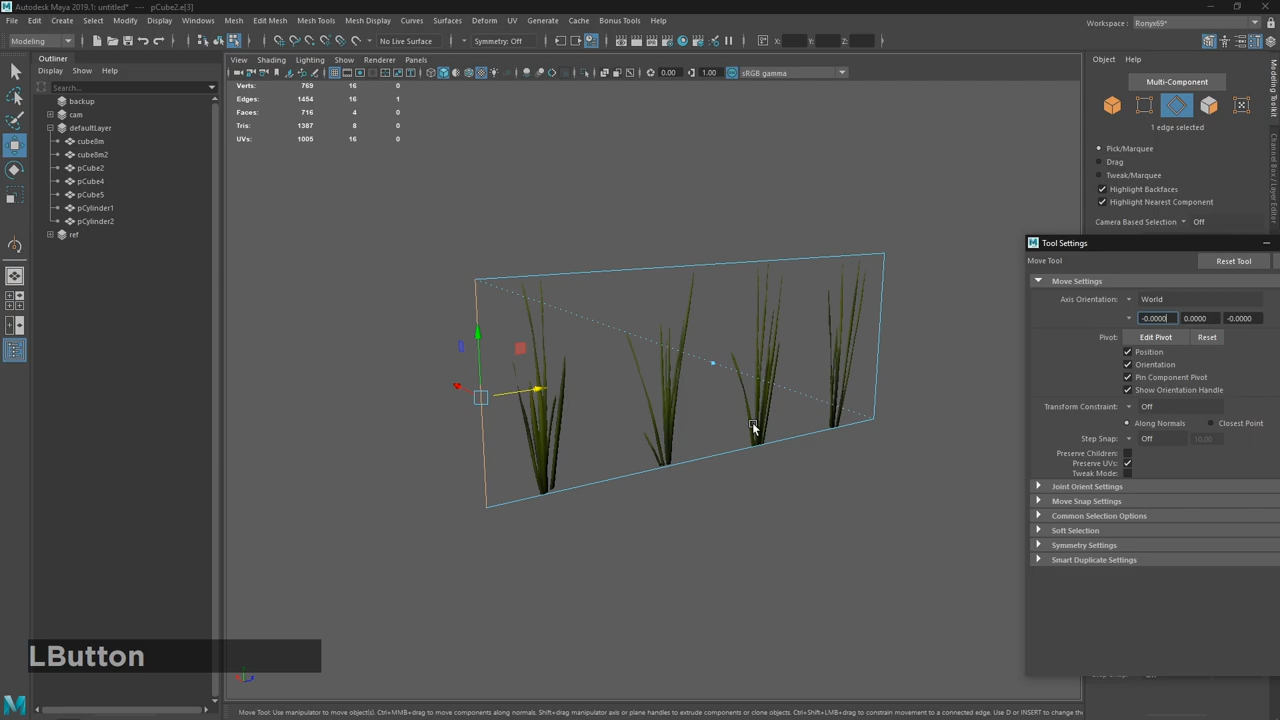 Autodesk Maya 2019.1: untitled* --- pCube2.e[3]
File Edit Create Select Modify Display Windows Mesh Edit Mesh Mesh Tools Mesh Display Curves Surfaces Deform UV Generate Cache Bonus Tools Help
Workspace : Ronyx69*
Modeling No Live Surface Symmetry: Off X: Y: Z:
Outliner
Display Show Help
Search...
backup
cam
defaultLayer
cube8m
cube8m2
pCube2
pCube4
pCube5
pCylinder1
pCylinder2
ref
View Shading Lighting Show Renderer Panels
0.00 1.00 sRGB gamma
Verts: 769 16 0
Edges: 1454 16 1
Faces: 716 4 0
Tris: 1387 8 0
UVs: 1005 16 0
Object Help
Multi-Component
1 edge selected
Pick/Marquee
Drag
Tweak/Marquee
Highlight Backfaces
Highlight Nearest Component
Camera Based Selection Off
Modeling Toolkit
Channel Box / Layer Editor
Tool Settings
Move Tool Reset Tool
Move Settings
Axis Orientation: World
-0.0000 0.0000 -0.0000
Pivot: Edit Pivot Reset
Position
Orientation
Pin Component Pivot
Show Orientation Handle
Transform Constraint: Off
Along Normals Closest Point
Step Snap: Off 10.00
Preserve Children:
Preserve UVs:
Tweak Mode:
Joint Orient Settings
Move Snap Settings
Common Selection Options
Soft Selection
Symmetry Settings
Smart Duplicate Settings
LButton
Move Tool: Use manipulator to move object(s). Ctrl+MMB+drag to move components along normals. Shift+drag manipulator axis or plane handles to extrude components or clone objects. Ctrl+Shift+LMB+drag to constrain movement to a connected edge. Use D or INSERT to change the